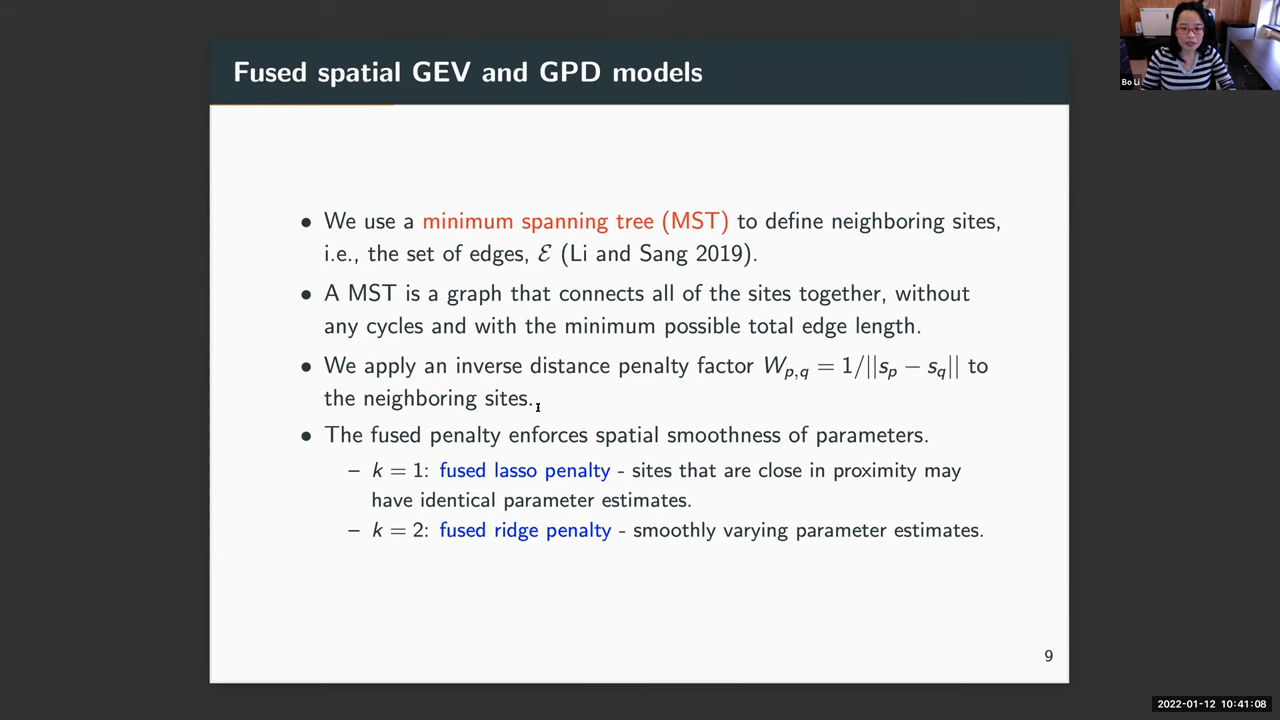 Fused spatial GEV and GPD models
Bo Li
• We use a minimum spanning tree (MST) to define neighboring sites,
i.e., the set of edges, ℰ (Li and Sang 2019).
• A MST is a graph that connects all of the sites together, without
any cycles and with the minimum possible total edge length.
• We apply an inverse distance penalty factor W_{p,q} = 1/||s_p − s_q|| to
the neighboring sites.
• The fused penalty enforces spatial smoothness of parameters.
– k = 1: fused lasso penalty - sites that are close in proximity may
have identical parameter estimates.
– k = 2: fused ridge penalty - smoothly varying parameter estimates.
9
2022-01-12 10:41:08